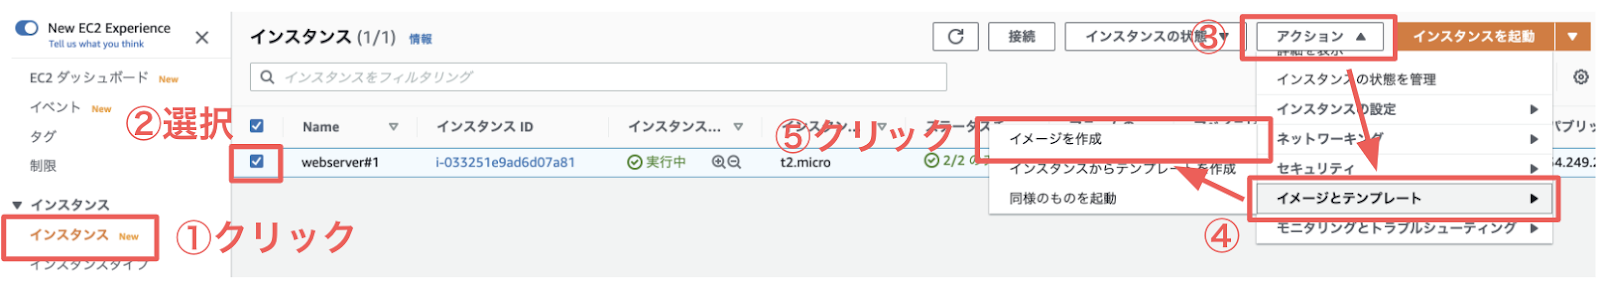 New EC2 Experience
Tell us what you think
EC2 ダッシュボード New
イベント New
タグ
制限
インスタンス
インスタンス New
インスタンスタイプ
①クリック
②選択
インスタンス (1/1) 情報
接続
インスタンスの状態
③
アクション
インスタンスを起動
インスタンスをフィルタリング
Name
インスタンス ID
インスタンス...
インスタン...
ステータス
webserver#1
i-033251e9ad6d07a81
実行中
t2.micro
2/2 の
⑤クリック
イメージを作成
インスタンスからテンプレートを作成
同様のものを起動
詳細を表示
インスタンスの状態を管理
インスタンスの設定
ネットワーキング
セキュリティ
イメージとテンプレート
モニタリングとトラブルシューティング
④
パブリッ
4.249.2